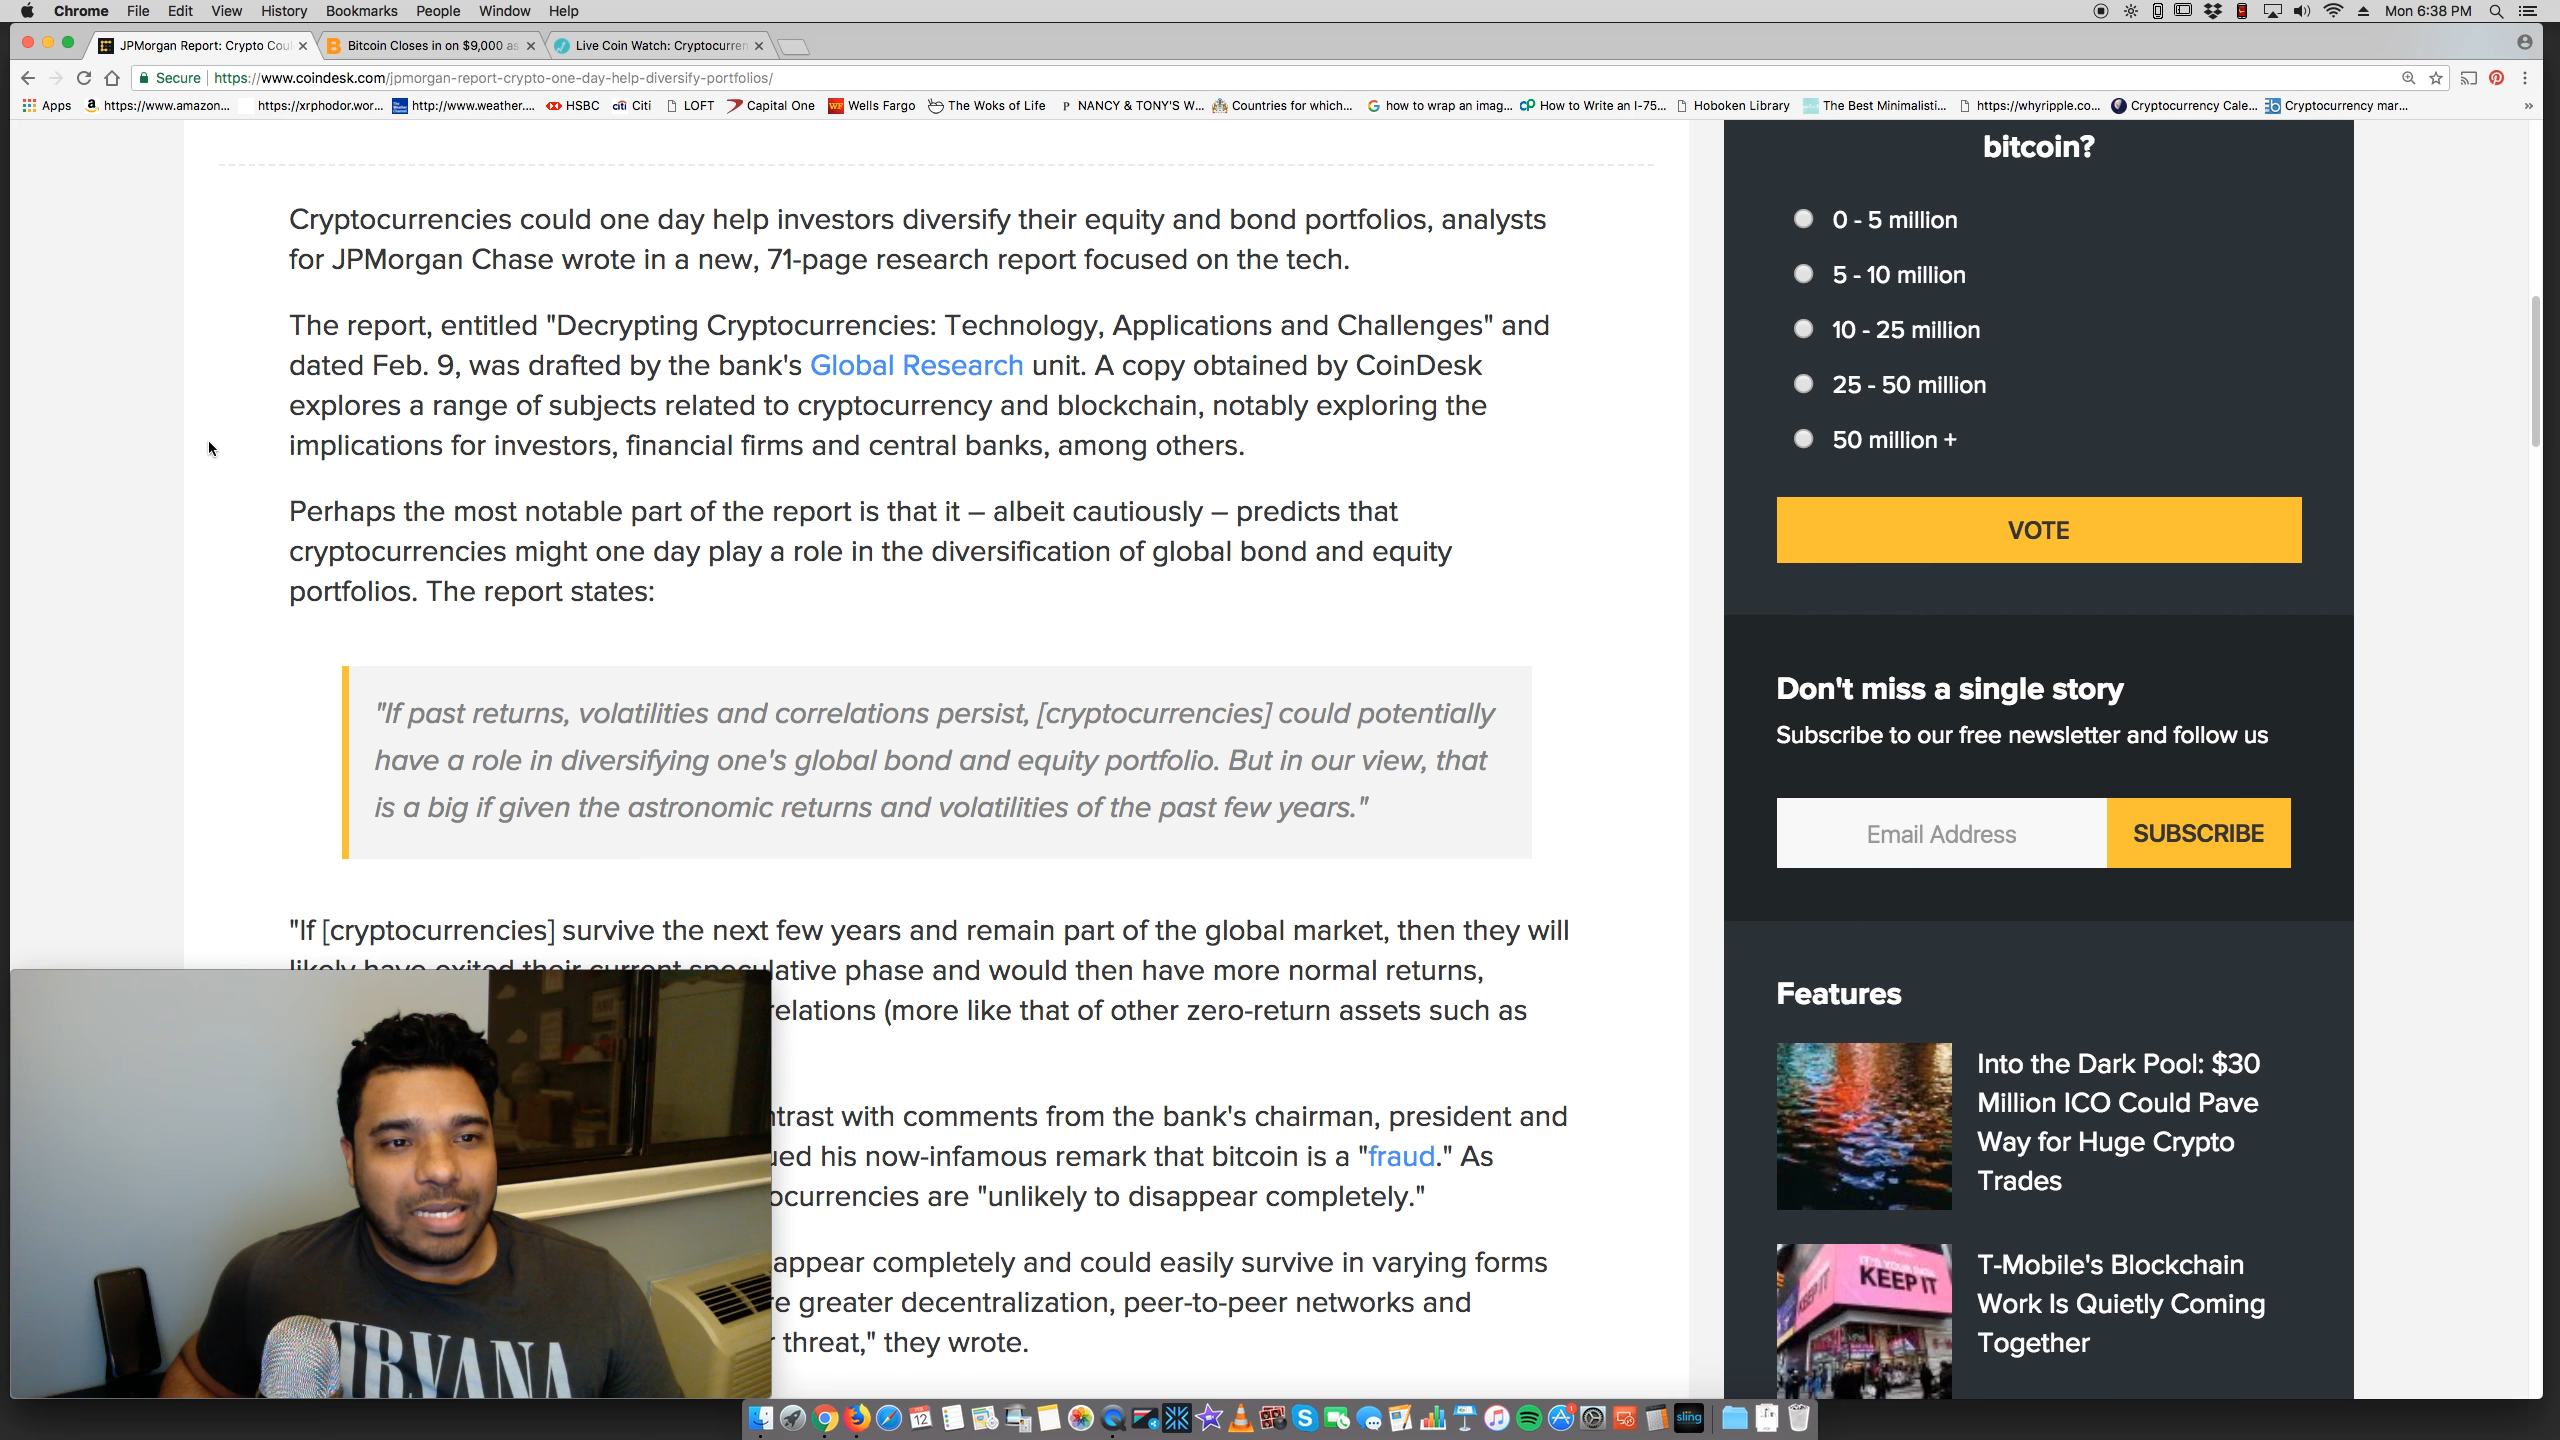 Chrome File Edit View History Bookmarks People Window Help
Mon 6:38 PM
JPMorgan Report: Crypto Coul
Bitcoin Closes in on $9,000 as
Live Coin Watch: Cryptocurren
Secure https://www.coindesk.com/jpmorgan-report-crypto-one-day-help-diversify-portfolios/
Apps https://www.amazon... https://xrphodor.wor... http://www.weather.... HSBC Citi LOFT Capital One Wells Fargo The Woks of Life NANCY & TONY'S W... Countries for which... how to wrap an imag... How to Write an I-75... Hoboken Library The Best Minimalisti... https://whyripple.co... Cryptocurrency Cale... Cryptocurrency mar...
Cryptocurrencies could one day help investors diversify their equity and bond portfolios, analysts
for JPMorgan Chase wrote in a new, 71-page research report focused on the tech.
The report, entitled "Decrypting Cryptocurrencies: Technology, Applications and Challenges" and
dated Feb. 9, was drafted by the bank's Global Research unit. A copy obtained by CoinDesk
explores a range of subjects related to cryptocurrency and blockchain, notably exploring the
implications for investors, financial firms and central banks, among others.
Perhaps the most notable part of the report is that it – albeit cautiously – predicts that
cryptocurrencies might one day play a role in the diversification of global bond and equity
portfolios. The report states:
"If past returns, volatilities and correlations persist, [cryptocurrencies] could potentially
have a role in diversifying one's global bond and equity portfolio. But in our view, that
is a big if given the astronomic returns and volatilities of the past few years."
"If [cryptocurrencies] survive the next few years and remain part of the global market, then they will
likely have exited their current speculative phase and would then have more normal returns,
relations (more like that of other zero-return assets such as
ntrast with comments from the bank's chairman, president and
ued his now-infamous remark that bitcoin is a "fraud." As
ocurrencies are "unlikely to disappear completely."
appear completely and could easily survive in varying forms
e greater decentralization, peer-to-peer networks and
r threat," they wrote.
bitcoin?
0 - 5 million
5 - 10 million
10 - 25 million
25 - 50 million
50 million +
VOTE
Don't miss a single story
Subscribe to our free newsletter and follow us
Email Address
SUBSCRIBE
Features
Into the Dark Pool: $30
Million ICO Could Pave
Way for Huge Crypto
Trades
KEEP IT
T-Mobile's Blockchain
Work Is Quietly Coming
Together
NIRVANA
12
sling